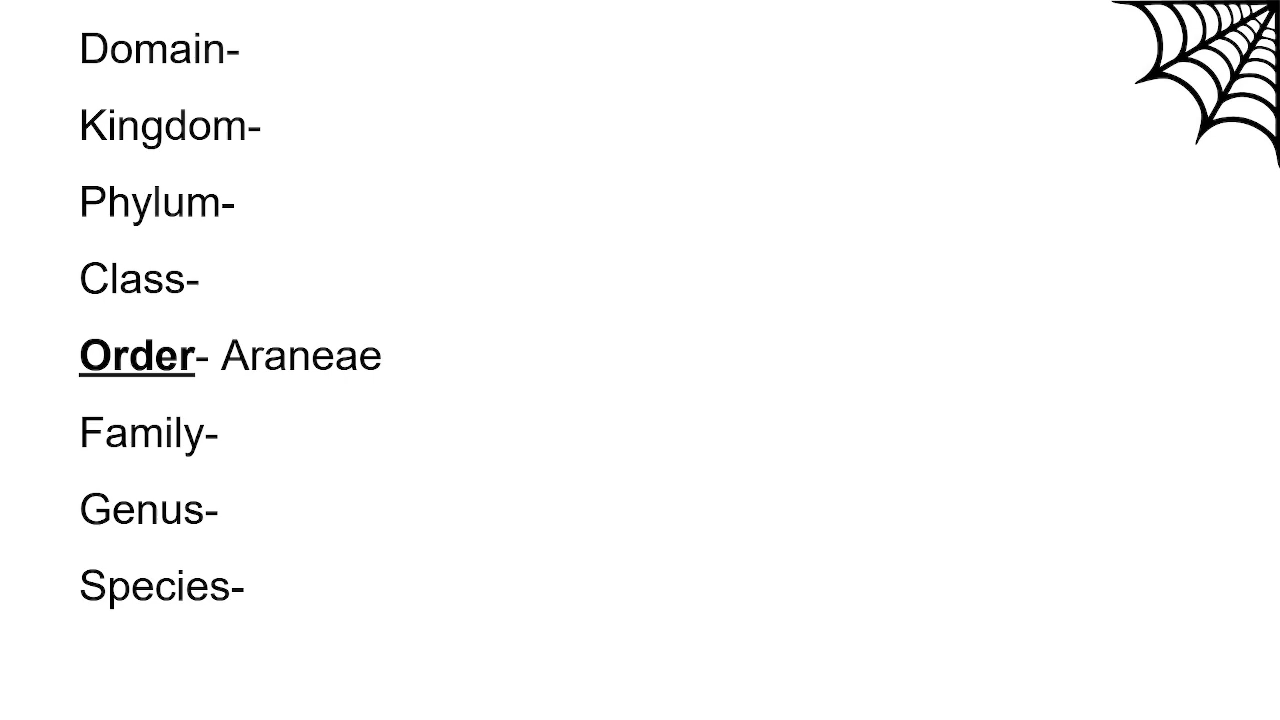 Domain-
Kingdom-
Phylum-
Class-
Order- Araneae
Family-
Genus-
Species-